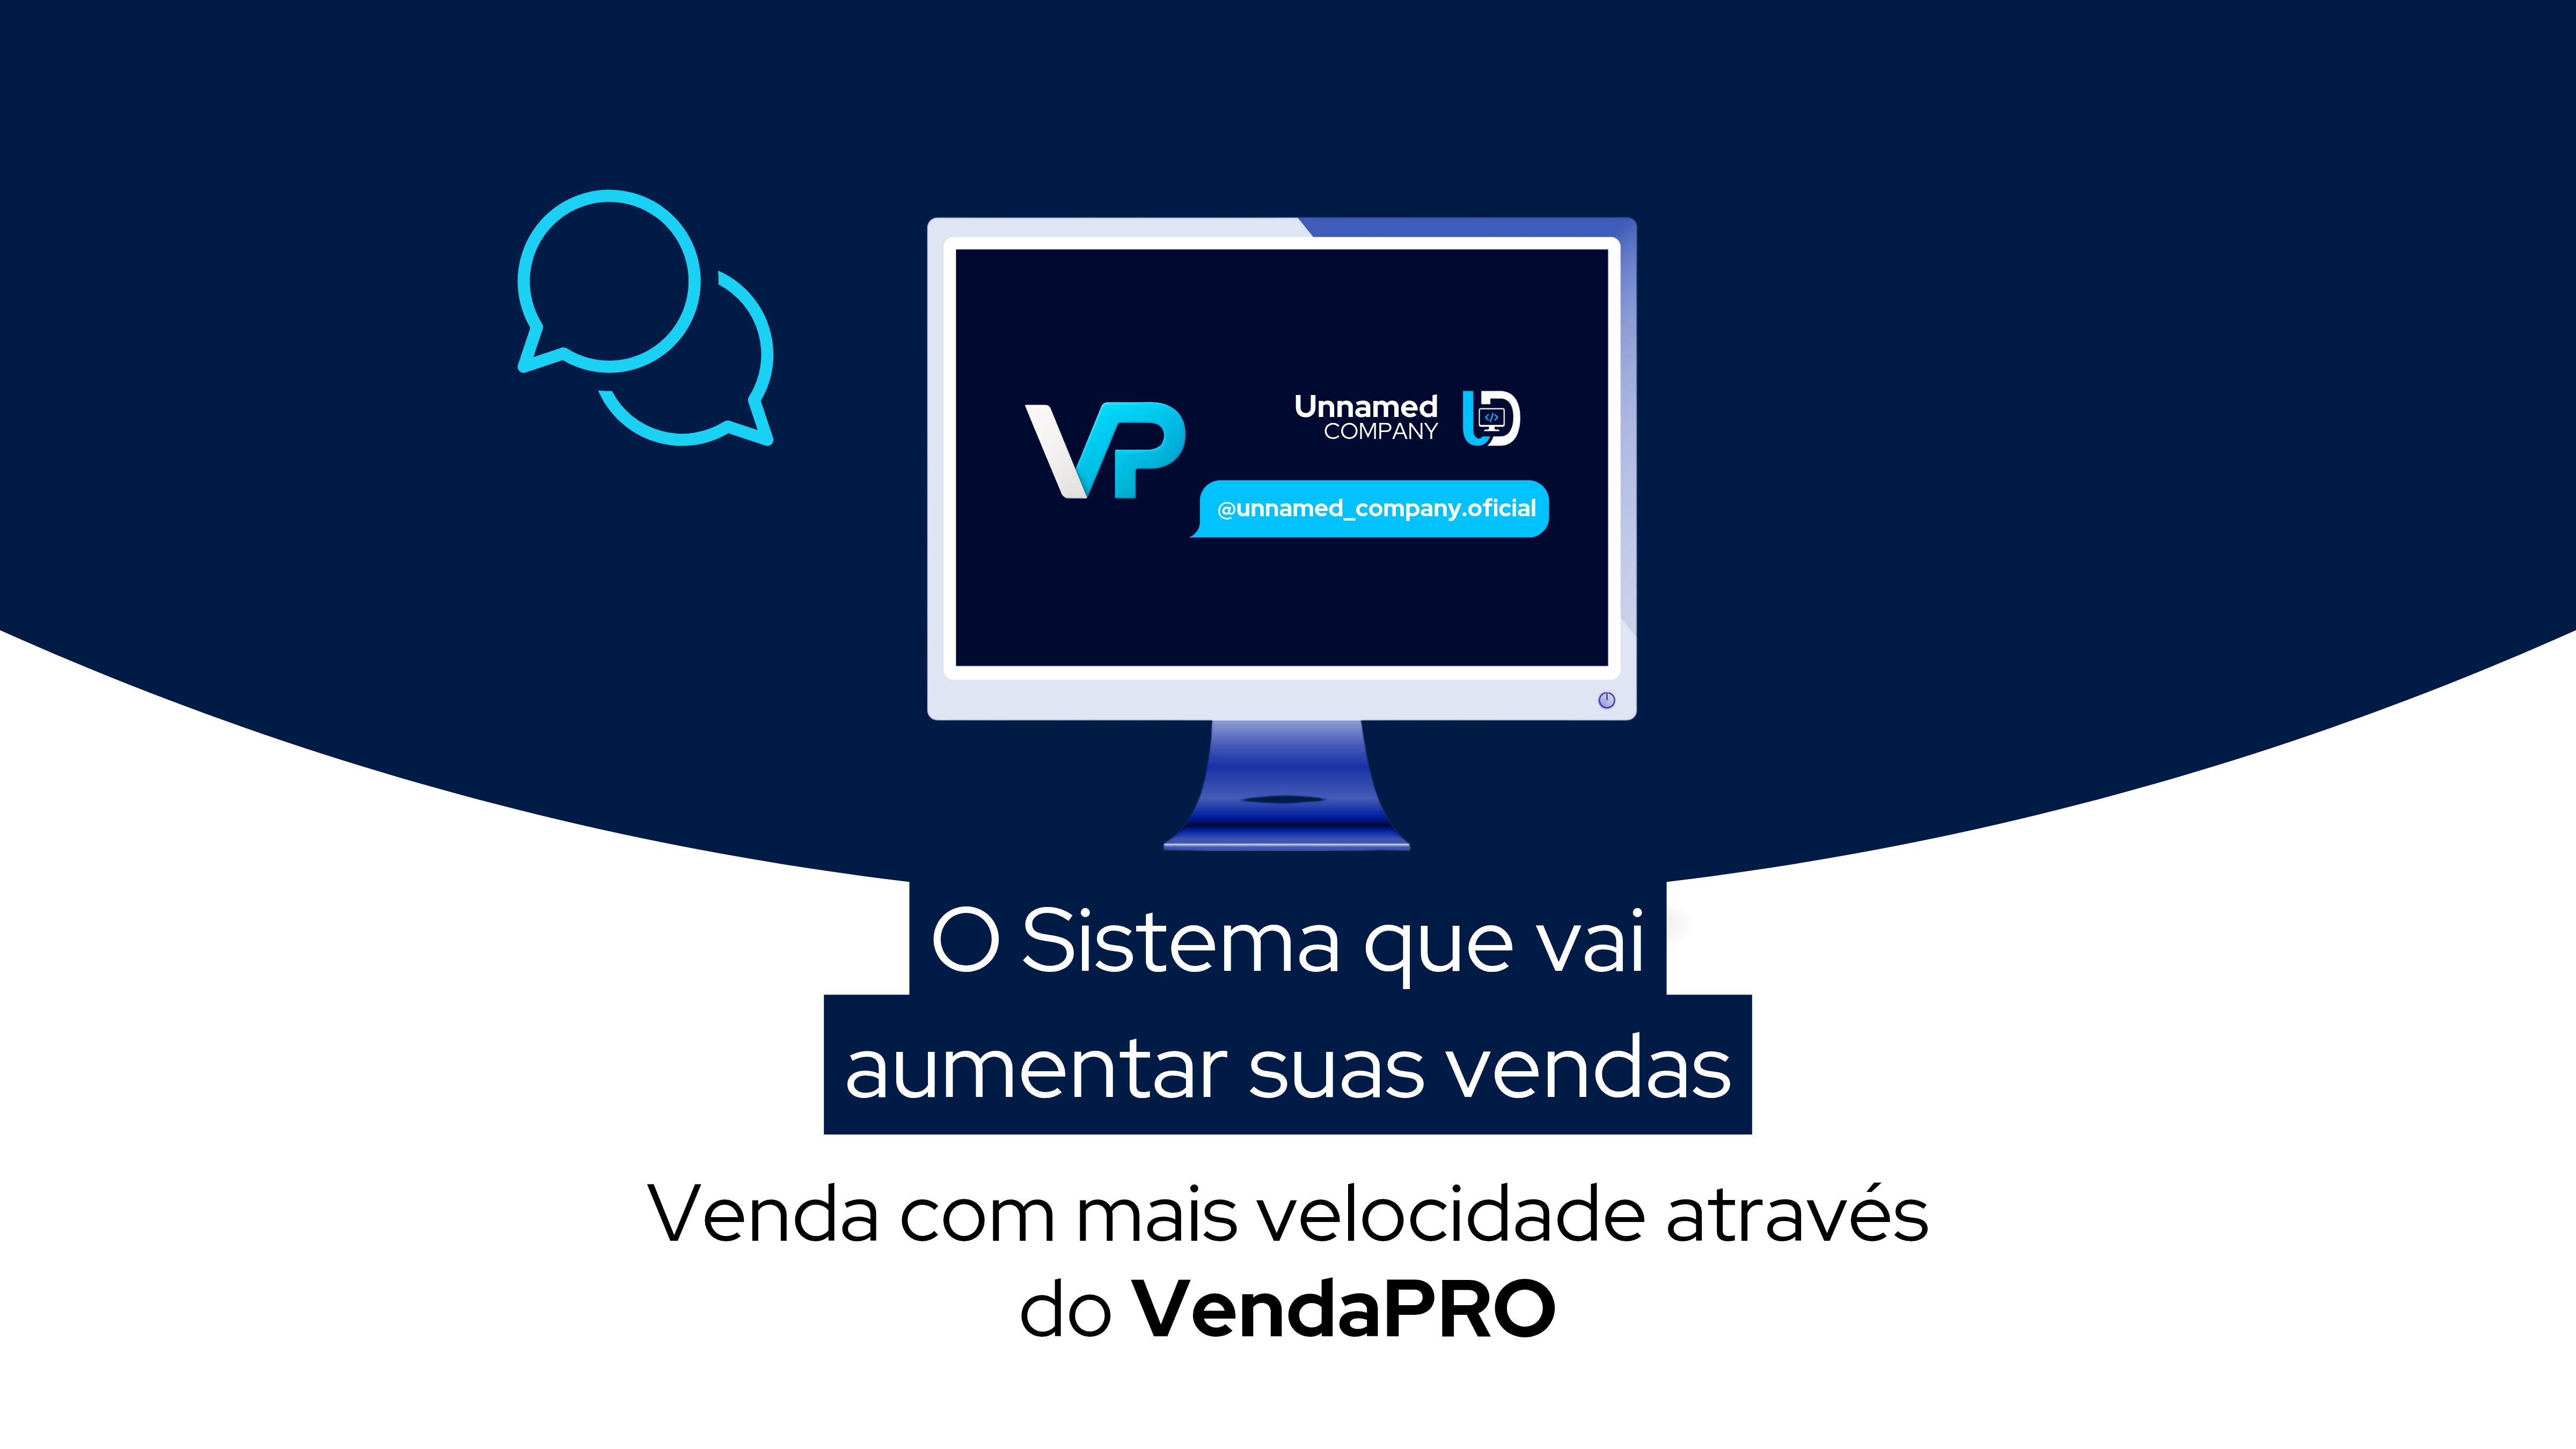 VP
Unnamed
COMPANY
@unnamed_company.oficial
O Sistema que vai
aumentar suas vendas
Venda com mais velocidade através
do VendaPRO